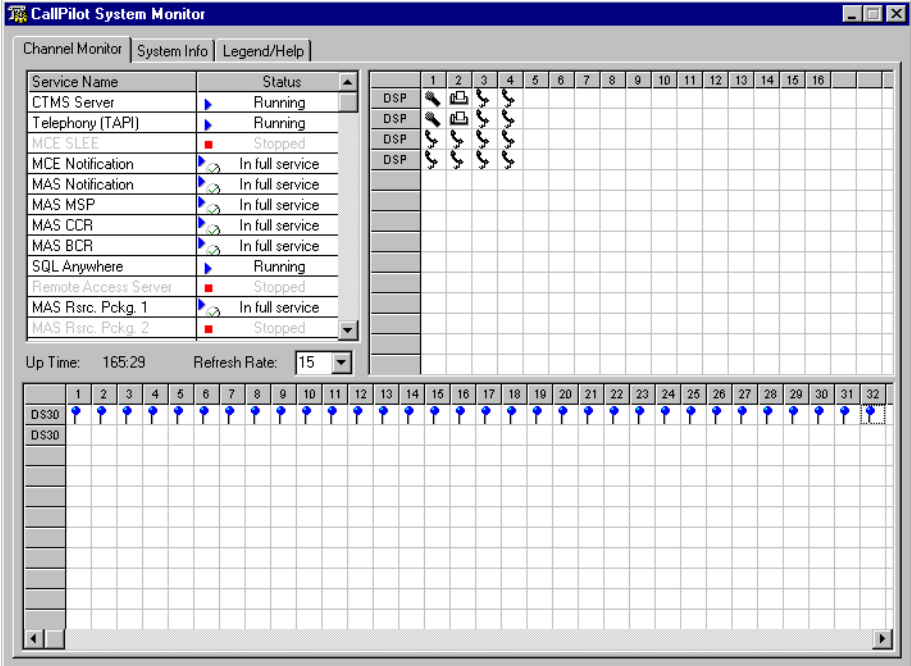 CallPilot System Monitor
Channel Monitor System Info Legend/Help
Service Name Status
CTMS Server Running
Telephony (TAPI) Running
MCE SLEE Stopped
MCE Notification In full service
MAS Notification In full service
MAS MSP In full service
MAS CCR In full service
MAS BCR In full service
SQL Anywhere Running
Remote Access Server Stopped
MAS Rsrc. Pckg. 1 In full service
MAS Rsrc. Pckg. 2 Stopped
Up Time: 165:29 Refresh Rate: 15
1 2 3 4 5 6 7 8 9 10 11 12 13 14 15 16
DSP
DSP
DSP
DSP
1 2 3 4 5 6 7 8 9 10 11 12 13 14 15 16 17 18 19 20 21 22 23 24 25 26 27 28 29 30 31 32
DS30
DS30